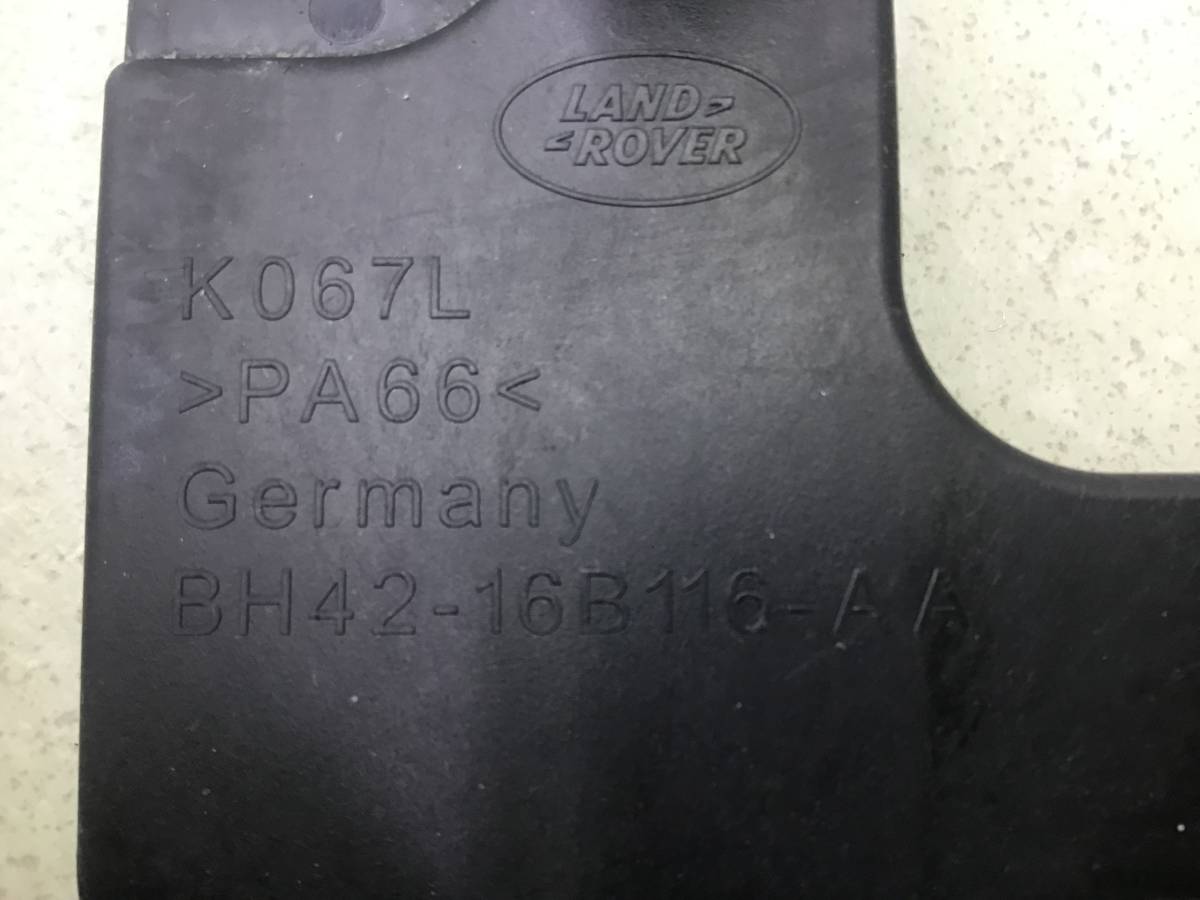 LAND
ROVER
K067L
>PA66<
Germany
BH42-16B116-AA